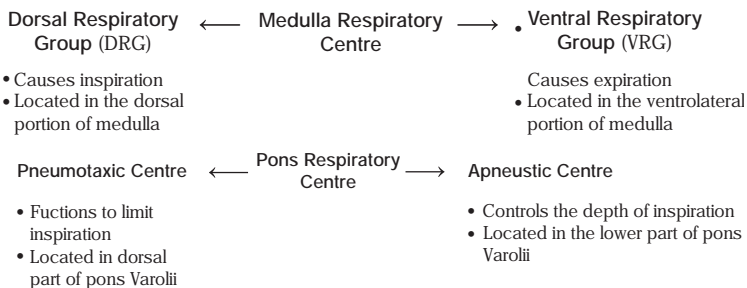 Dorsal Respiratory
Group (DRG)
← Medulla Respiratory →
Centre
• Ventral Respiratory
Group (VRG)
• Causes inspiration
• Located in the dorsal
portion of medulla
Causes expiration
• Located in the ventrolateral
portion of medulla
Pneumotaxic Centre
← Pons Respiratory →
Centre
Apneustic Centre
• Fuctions to limit
inspiration
• Located in dorsal
part of pons Varolii
• Controls the depth of inspiration
• Located in the lower part of pons
Varolii